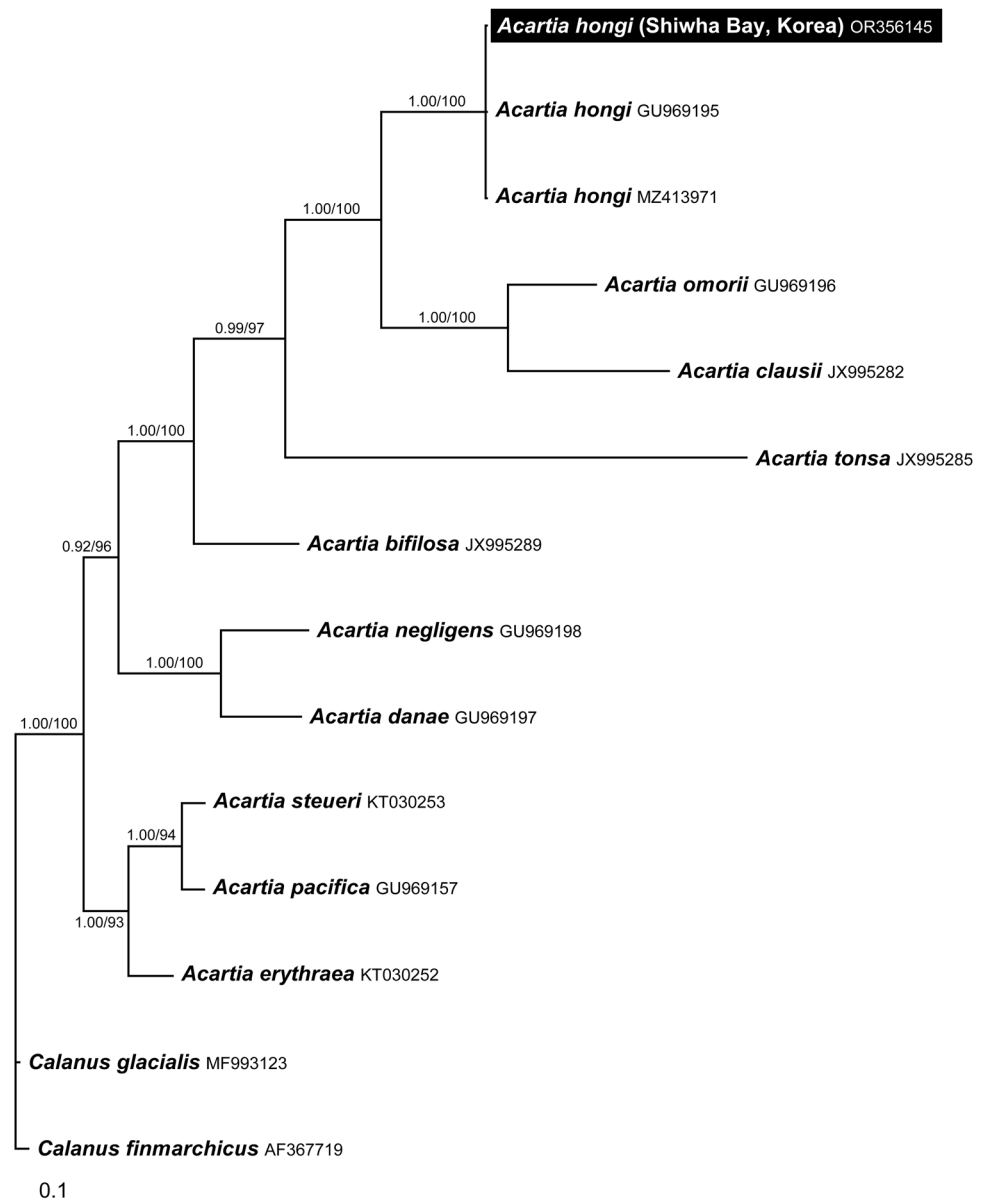 Acartia hongi (Shiwha Bay, Korea) OR356145
1.00/100
Acartia hongi GU969195
Acartia hongi MZ413971
1.00/100
Acartia omorii GU969196
1.00/100
0.99/97
Acartia clausii JX995282
1.00/100
Acartia tonsa JX995285
0.92/96
Acartia bifilosa JX995289
Acartia negligens GU969198
1.00/100
Acartia danae GU969197
1.00/100
Acartia steueri KT030253
1.00/94
Acartia pacifica GU969157
1.00/93
Acartia erythraea KT030252
Calanus glacialis MF993123
Calanus finmarchicus AF367719
0.1